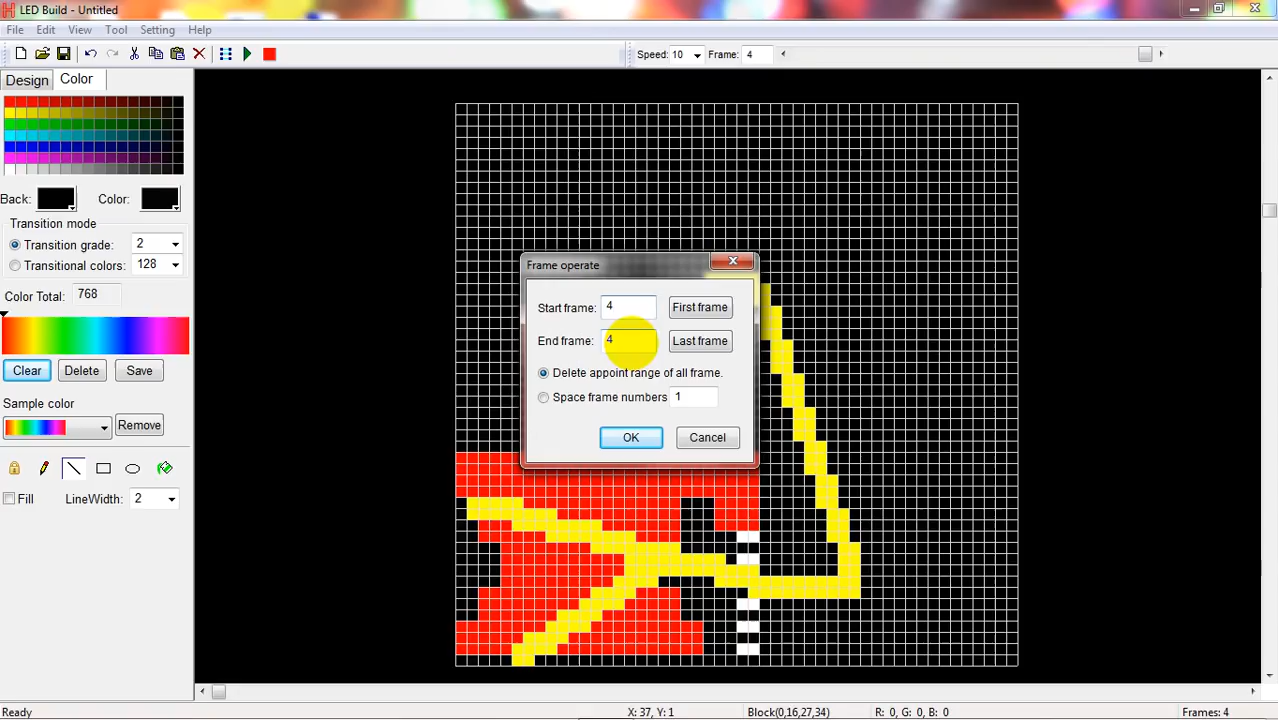 LED Build - Untitled
File Edit View Tool Setting Help
Speed: 10 Frame: 4
Design Color
Back: Color:
Transition mode
Transition grade: 2
Transitional colors: 128
Color Total: 768
Clear Delete Save
Sample color
Remove
Fill LineWidth: 2
Frame operate
Start frame: 4 First frame
End frame: 4 Last frame
Delete appoint range of all frame.
Space frame numbers 1
OK Cancel
Ready X: 37, Y: 1 Block(0,16,27,34) R: 0, G: 0, B: 0 Frames: 4